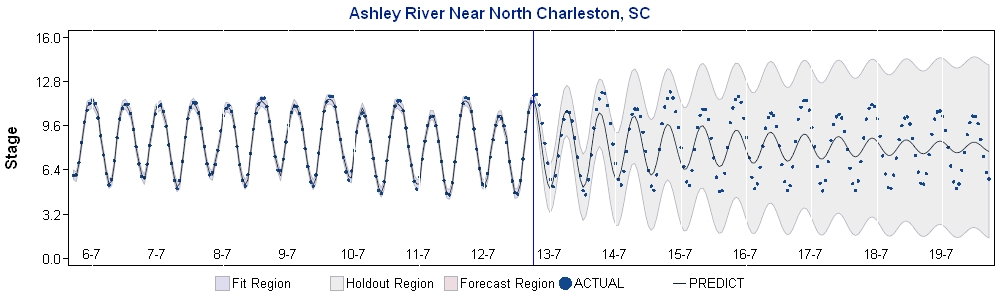 Ashley River Near North Charleston, SC
16.0
12.8
9.6
6.4
3.2
0.0
Stage
6-7 7-7 8-7 9-7 10-7 11-7 12-7 13-7 14-7 15-7 16-7 17-7 18-7 19-7
Fit Region Holdout Region Forecast Region ACTUAL PREDICT